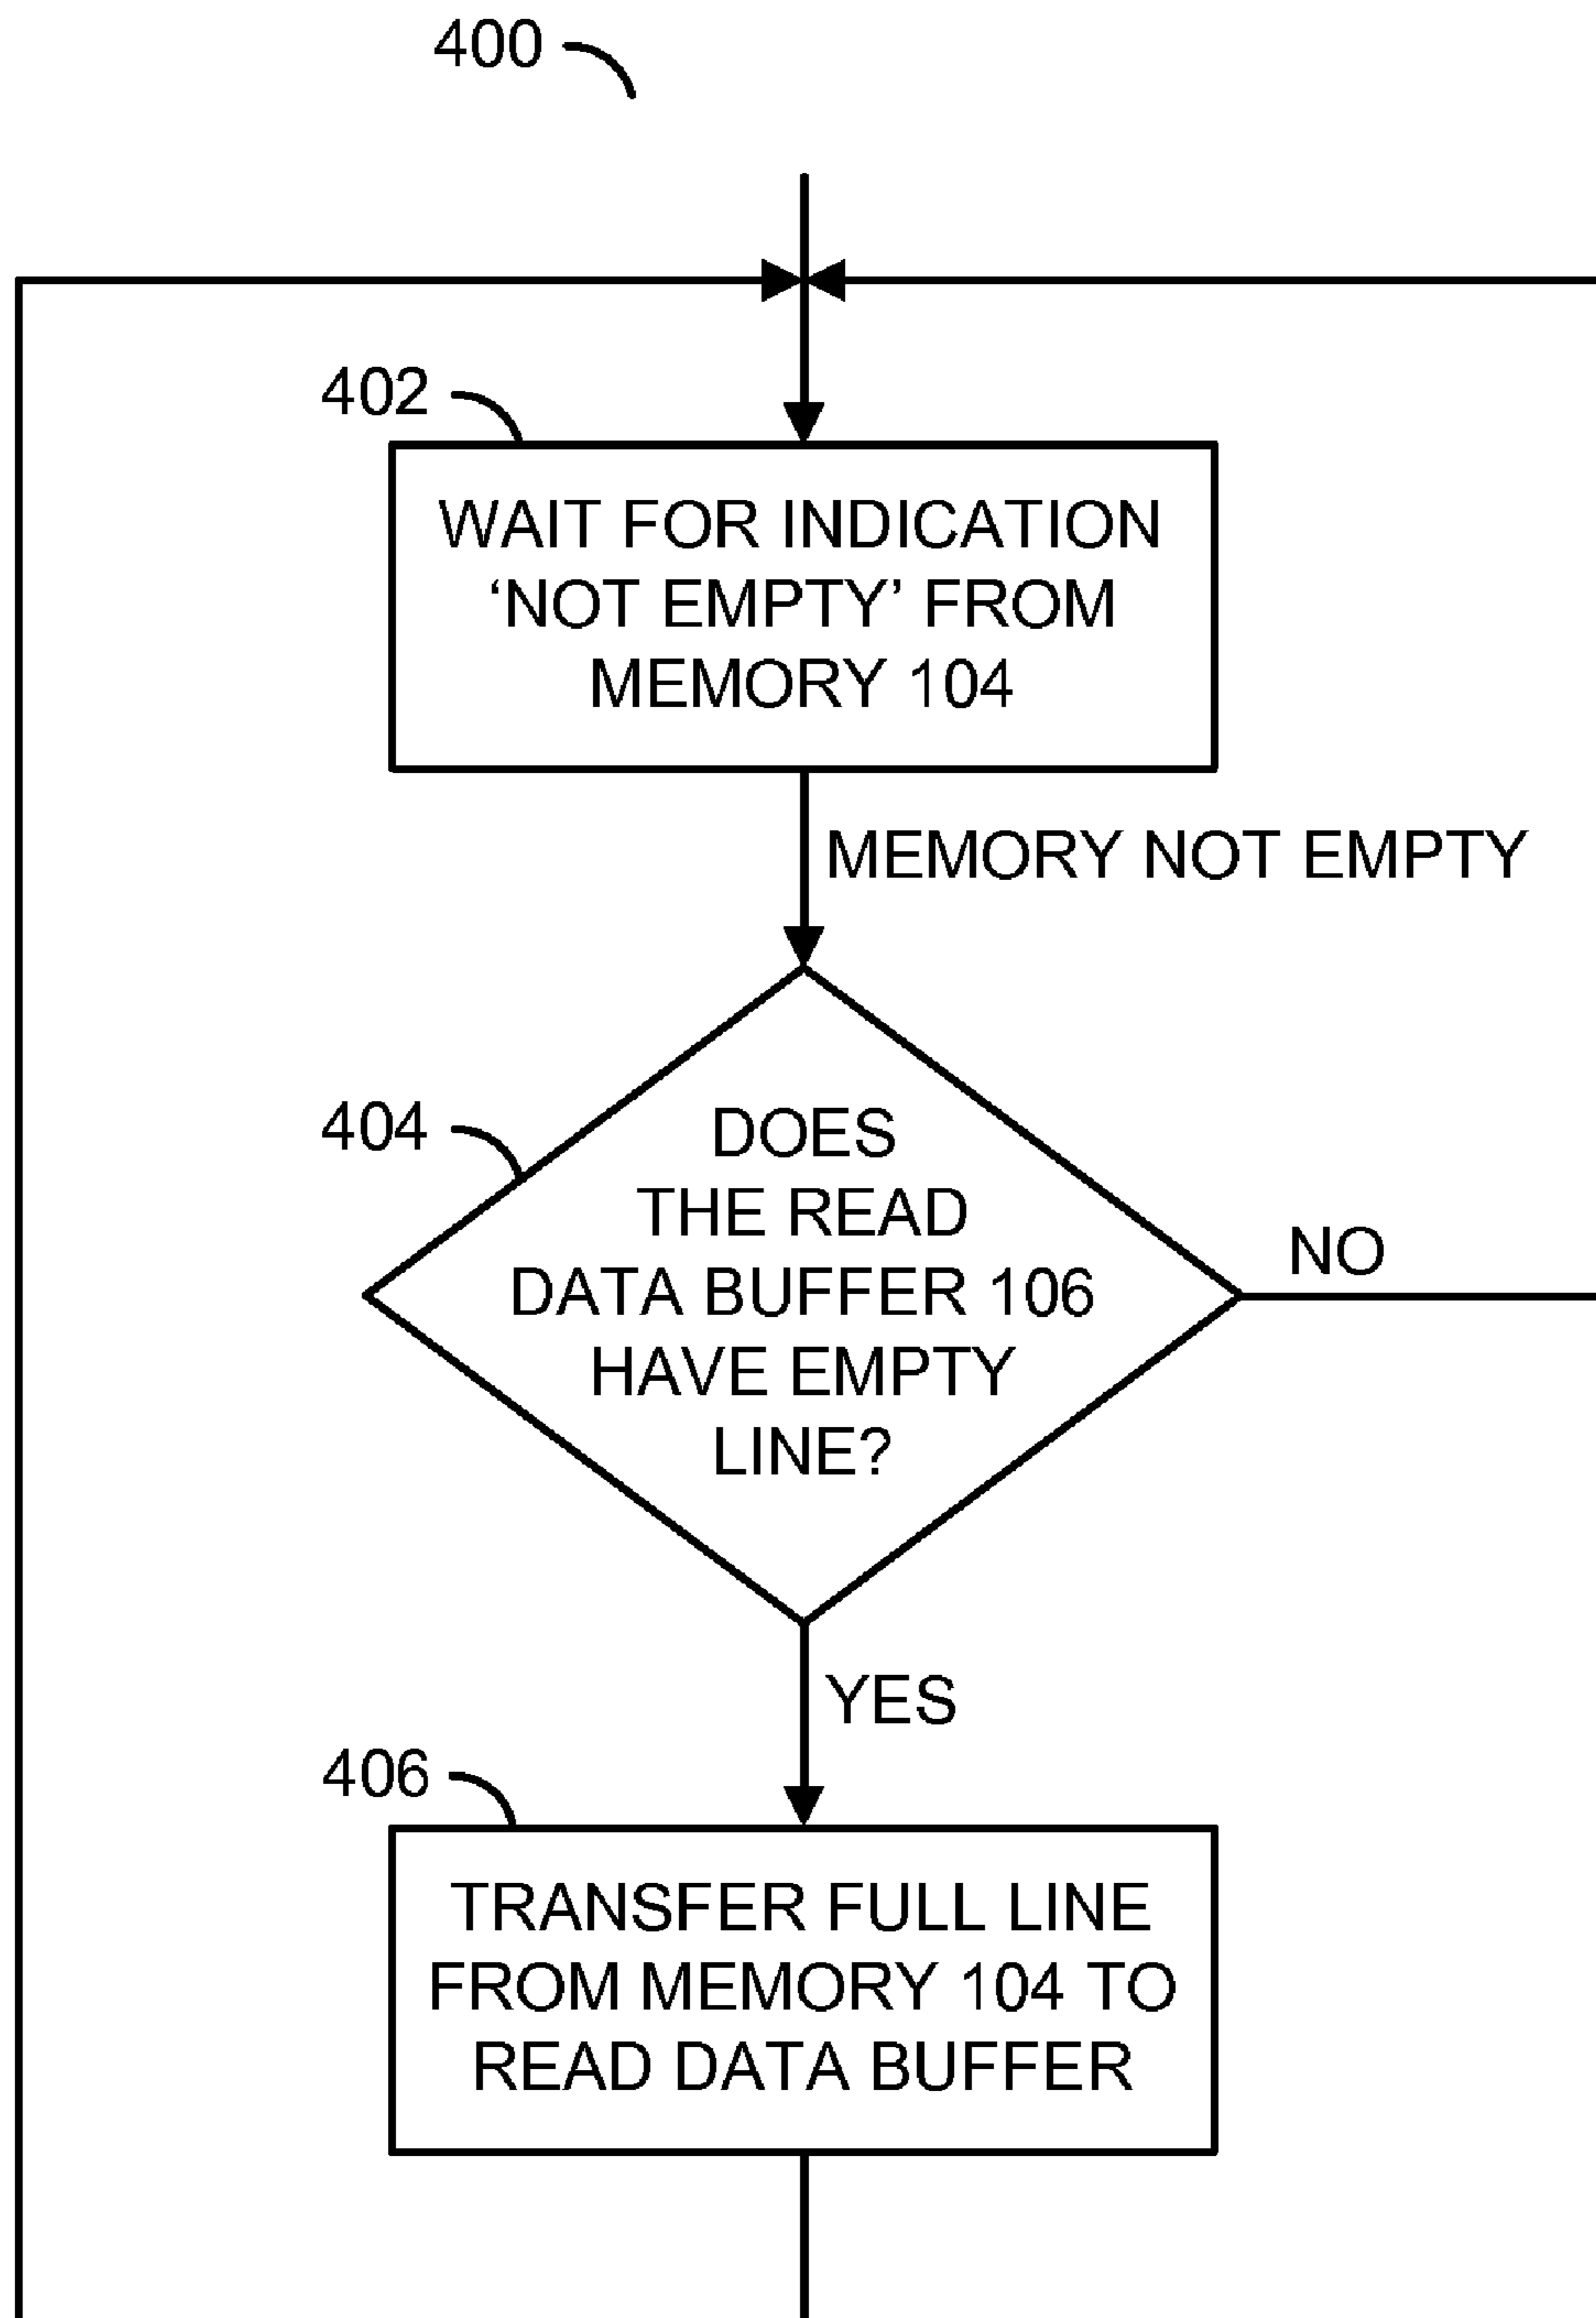 400
402
WAIT FOR INDICATION
‘NOT EMPTY’ FROM
MEMORY 104
MEMORY NOT EMPTY
404
DOES
THE READ
DATA BUFFER 106
HAVE EMPTY
LINE?
NO
YES
406
TRANSFER FULL LINE
FROM MEMORY 104 TO
READ DATA BUFFER